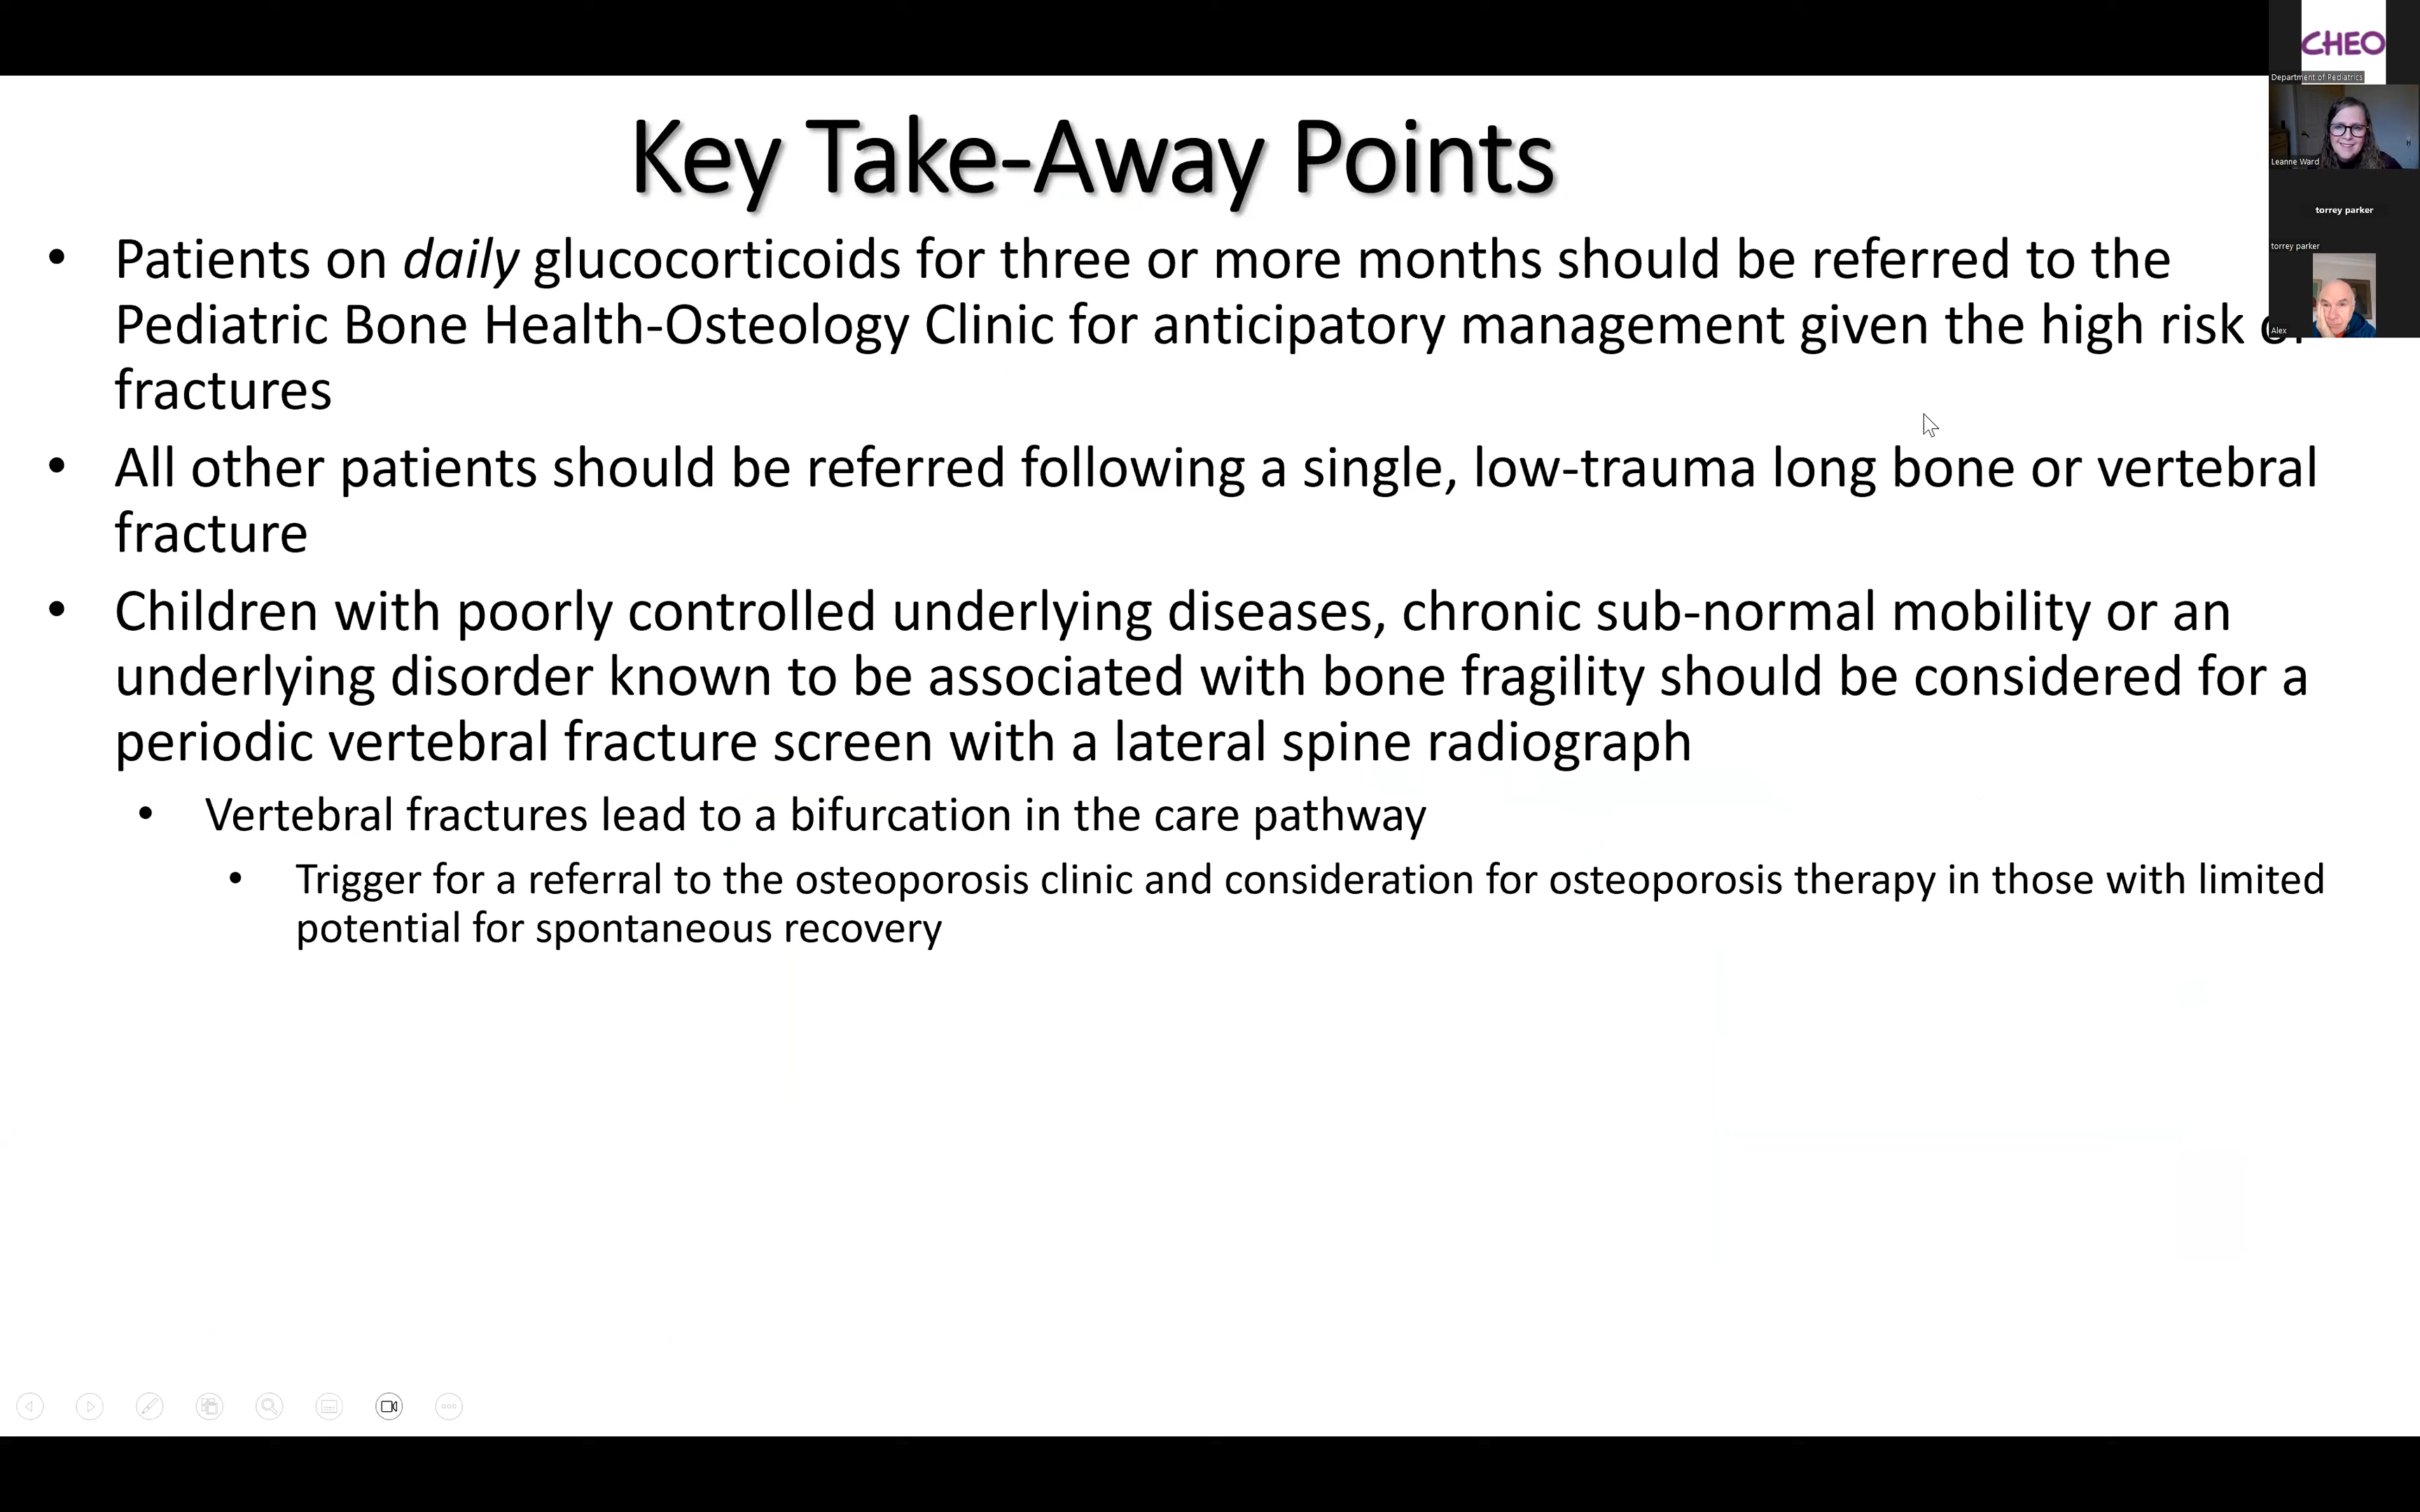 CHEO
Department of Pediatrics
Leanne Ward
torrey parker
torrey parker
Alex
Key Take-Away Points
• Patients on daily glucocorticoids for three or more months should be referred to the
Pediatric Bone Health-Osteology Clinic for anticipatory management given the high risk of
fractures
• All other patients should be referred following a single, low-trauma long bone or vertebral
fracture
• Children with poorly controlled underlying diseases, chronic sub-normal mobility or an
underlying disorder known to be associated with bone fragility should be considered for a
periodic vertebral fracture screen with a lateral spine radiograph
• Vertebral fractures lead to a bifurcation in the care pathway
• Trigger for a referral to the osteoporosis clinic and consideration for osteoporosis therapy in those with limited
potential for spontaneous recovery